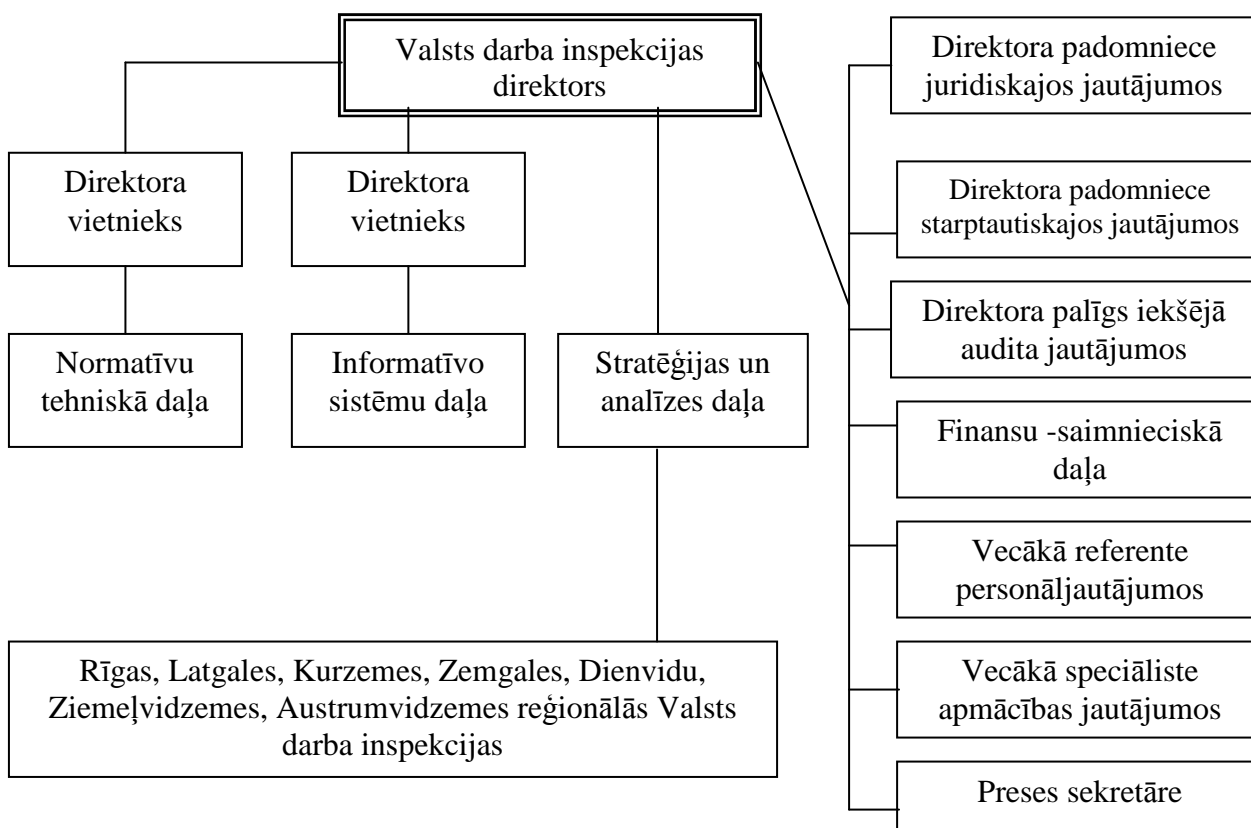 Valsts darba inspekcijas
direktors
Direktora
vietnieks
Direktora
vietnieks
Normatīvu
tehniskā daļa
Informatīvo
sistēmu daļa
Stratēģijas un
analīzes daļa
Rīgas, Latgales, Kurzemes, Zemgales, Dienvidu,
Ziemeļvidzemes, Austrumvidzemes reģionālās Valsts
darba inspekcijas
Direktora padomniece
juridiskajos jautājumos
Direktora padomniece
starptautiskajos jautājumos
Direktora palīgs iekšējā
audita jautājumos
Finansu -saimnieciskā
daļa
Vecākā referente
personāljautājumos
Vecākā speciāliste
apmācības jautājumos
Preses sekretāre